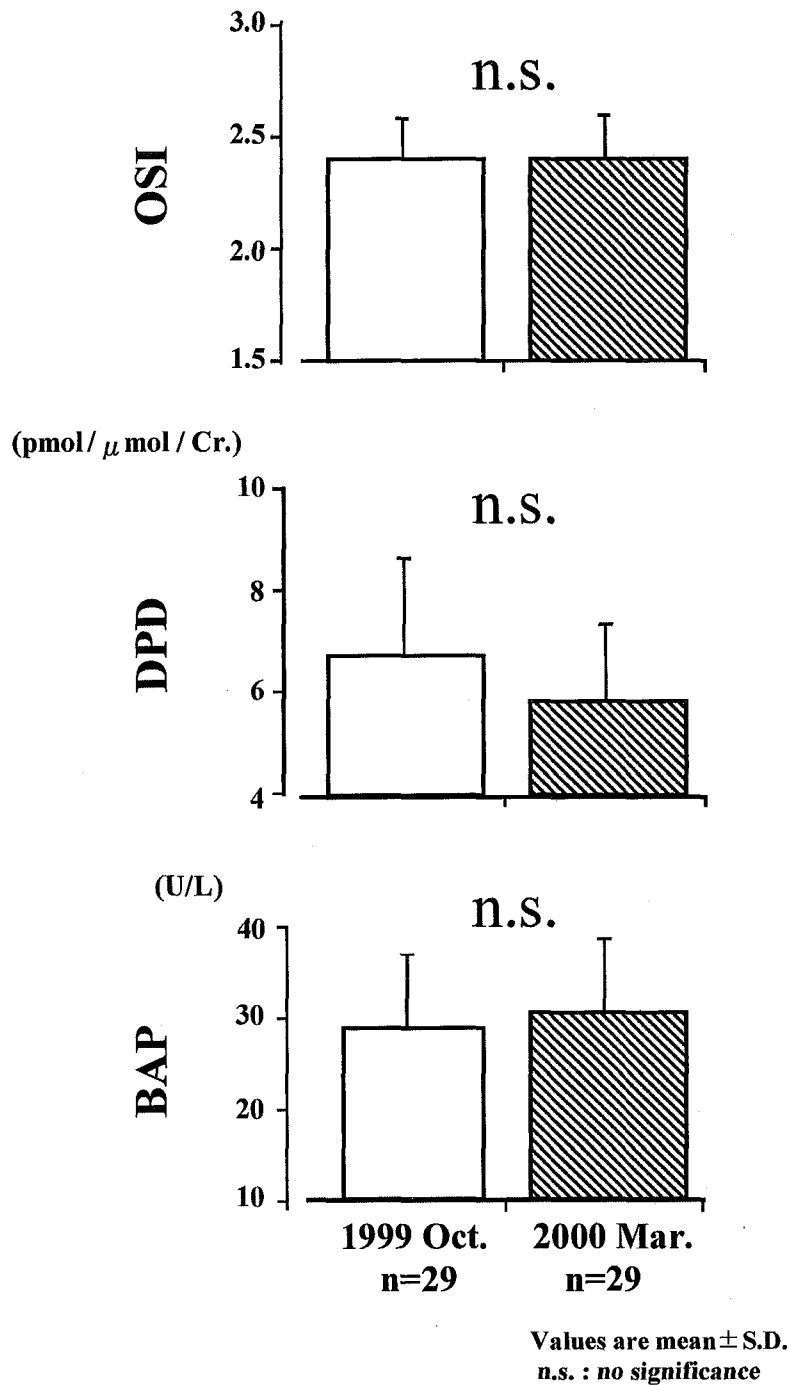 3.0
n.s.
2.5
OSI
2.0
1.5
(pmol / μ mol / Cr.)
10
n.s.
8
DPD
6
4
(U/L)
n.s.
40
30
BAP
20
10
1999 Oct. 2000 Mar.
n=29 n=29
Values are mean±S.D.
n.s. : no significance